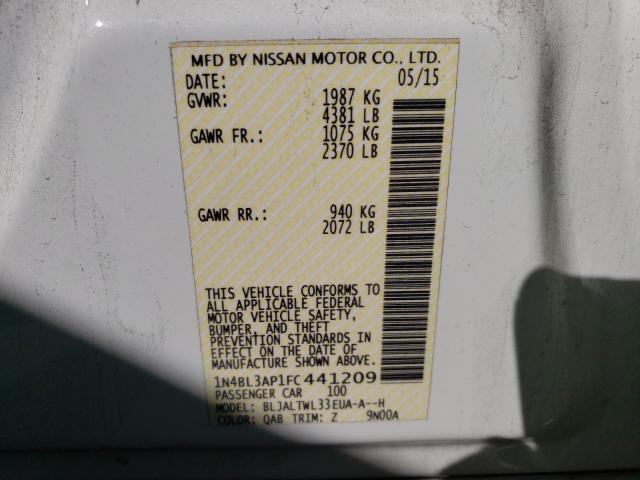 MFD BY NISSAN MOTOR CO., LTD.
DATE: 05/15
GVWR: 1987 KG
4381 LB
GAWR FR.: 1075 KG
2370 LB
GAWR RR.: 940 KG
2072 LB
THIS VEHICLE CONFORMS TO
ALL APPLICABLE FEDERAL
MOTOR VEHICLE SAFETY,
BUMPER, AND THEFT
PREVENTION STANDARDS IN
EFFECT ON THE DATE OF
MANUFACTURE SHOWN ABOVE.
1N4BL3AP1FC441209
PASSENGER CAR 100
MODEL: BLJALTWL33EUA-A--H
COLOR: QAB TRIM: Z 9N00A